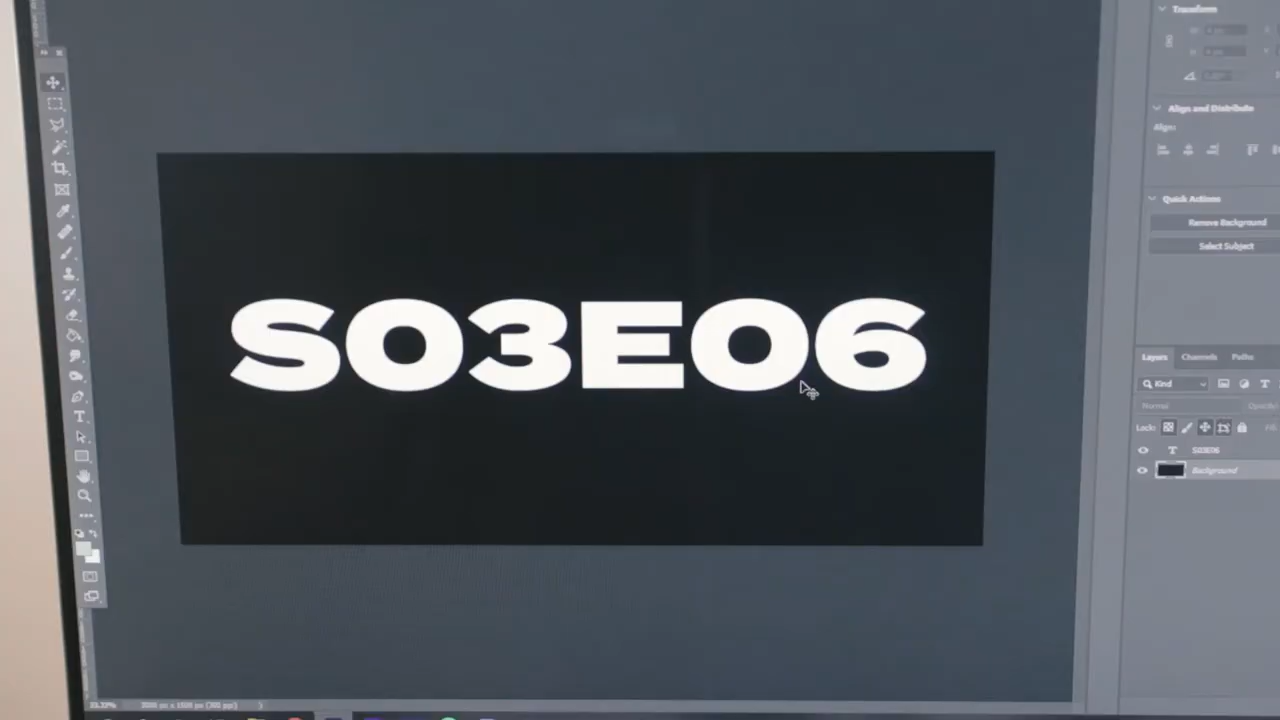 Transform
Align and Distribute
Align:
Quick Actions
Remove Background
Select Subject
S03E06
Layers Channels Paths
Kind
Normal
Lock:
S03E06
Background